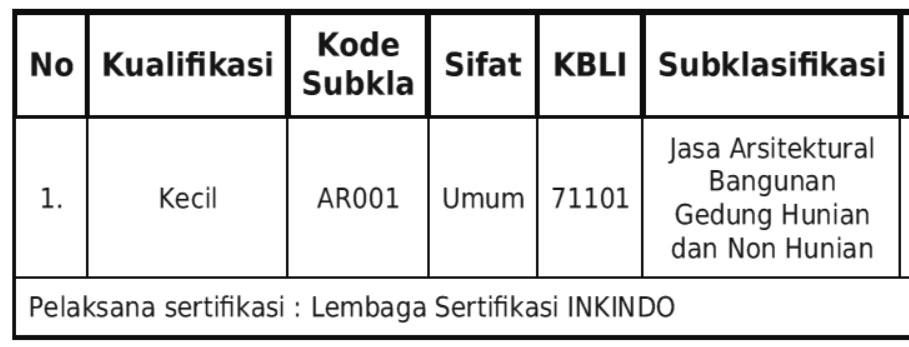 No Kualifikasi Kode Subkla Sifat KBLI Subklasifikasi
1. Kecil AR001 Umum 71101 Jasa Arsitektural
Bangunan
Gedung Hunian
dan Non Hunian
Pelaksana sertifikasi : Lembaga Sertifikasi INKINDO